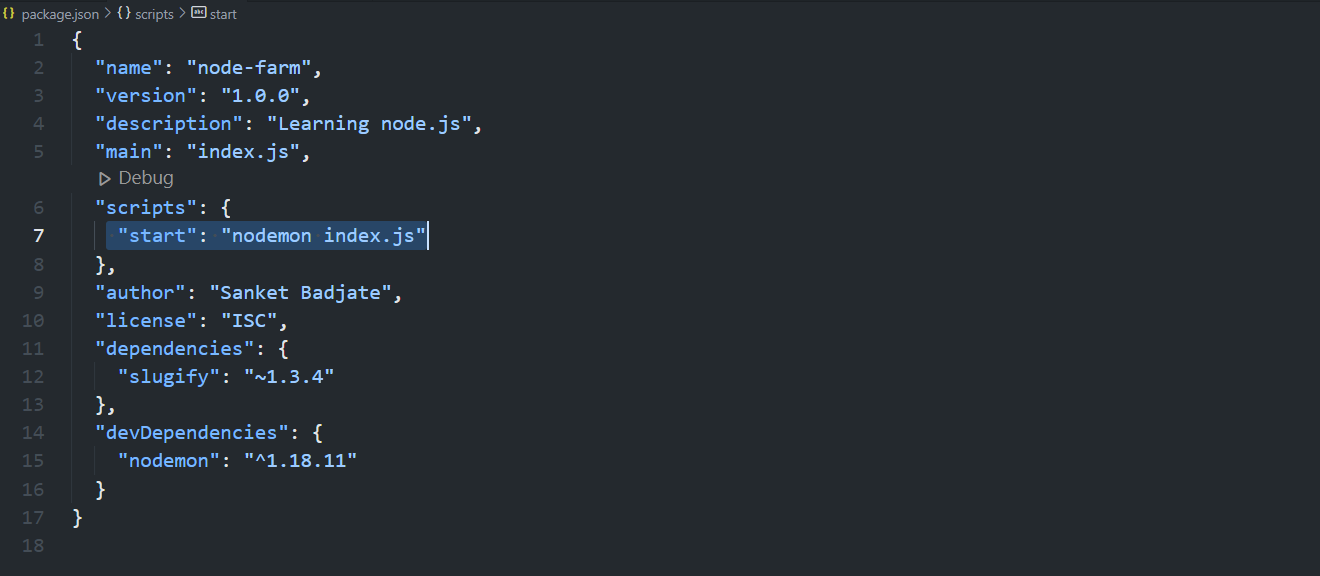 package.json > {} scripts > abc start
1 {
2 "name": "node-farm",
3 "version": "1.0.0",
4 "description": "Learning node.js",
5 "main": "index.js",
Debug
6 "scripts": {
7 "start": "nodemon index.js"
8 },
9 "author": "Sanket Badjate",
10 "license": "ISC",
11 "dependencies": {
12 "slugify": "~1.3.4"
13 },
14 "devDependencies": {
15 "nodemon": "^1.18.11"
16 }
17 }
18